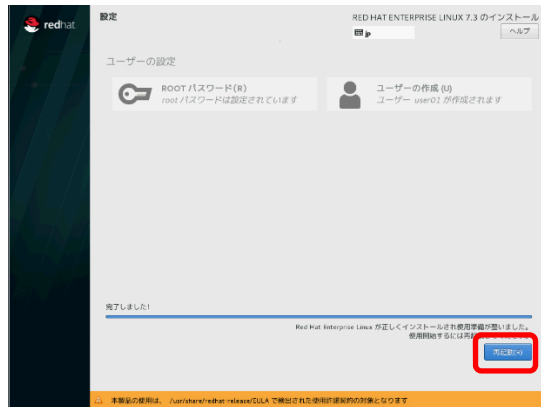 redhat
設定
RED HAT ENTERPRISE LINUX 7.3 のインストール
jp
ヘルプ
ユーザーの設定
ROOT パスワード(R)
root パスワードは設定されています
ユーザーの作成 (U)
ユーザー user01 が作成されます
完了しました!
Red Hat Enterprise Linux が正しくインストールされ使用準備が整いました。
使用開始するには再
再起動(R)
本製品の使用は、 /usr/share/redhat-release/EULA で検出された使用許諾契約の対象となります